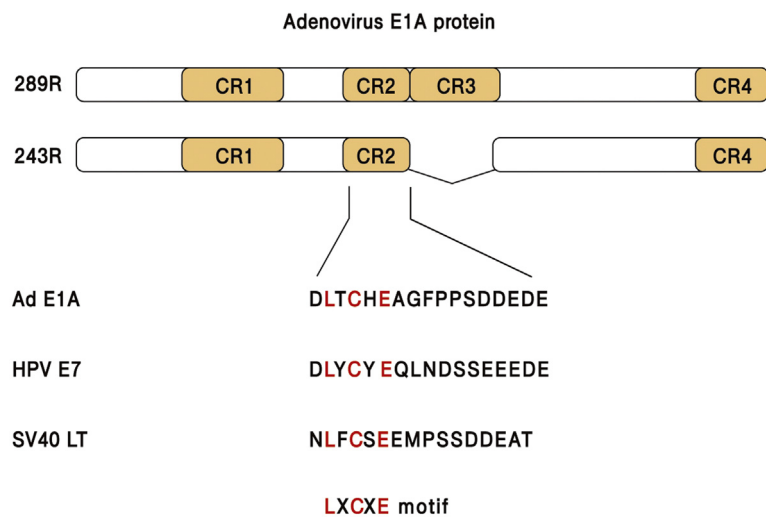 Adenovirus E1A protein
289R CR1 CR2 CR3 CR4
243R CR1 CR2 CR4
Ad E1A DLTCHEAGFPPSDDEDE
HPV E7 DLYCY EQLNDSSEEEDE
SV40 LT NLFCSEEMPSSDDEAT
LXCXE motif